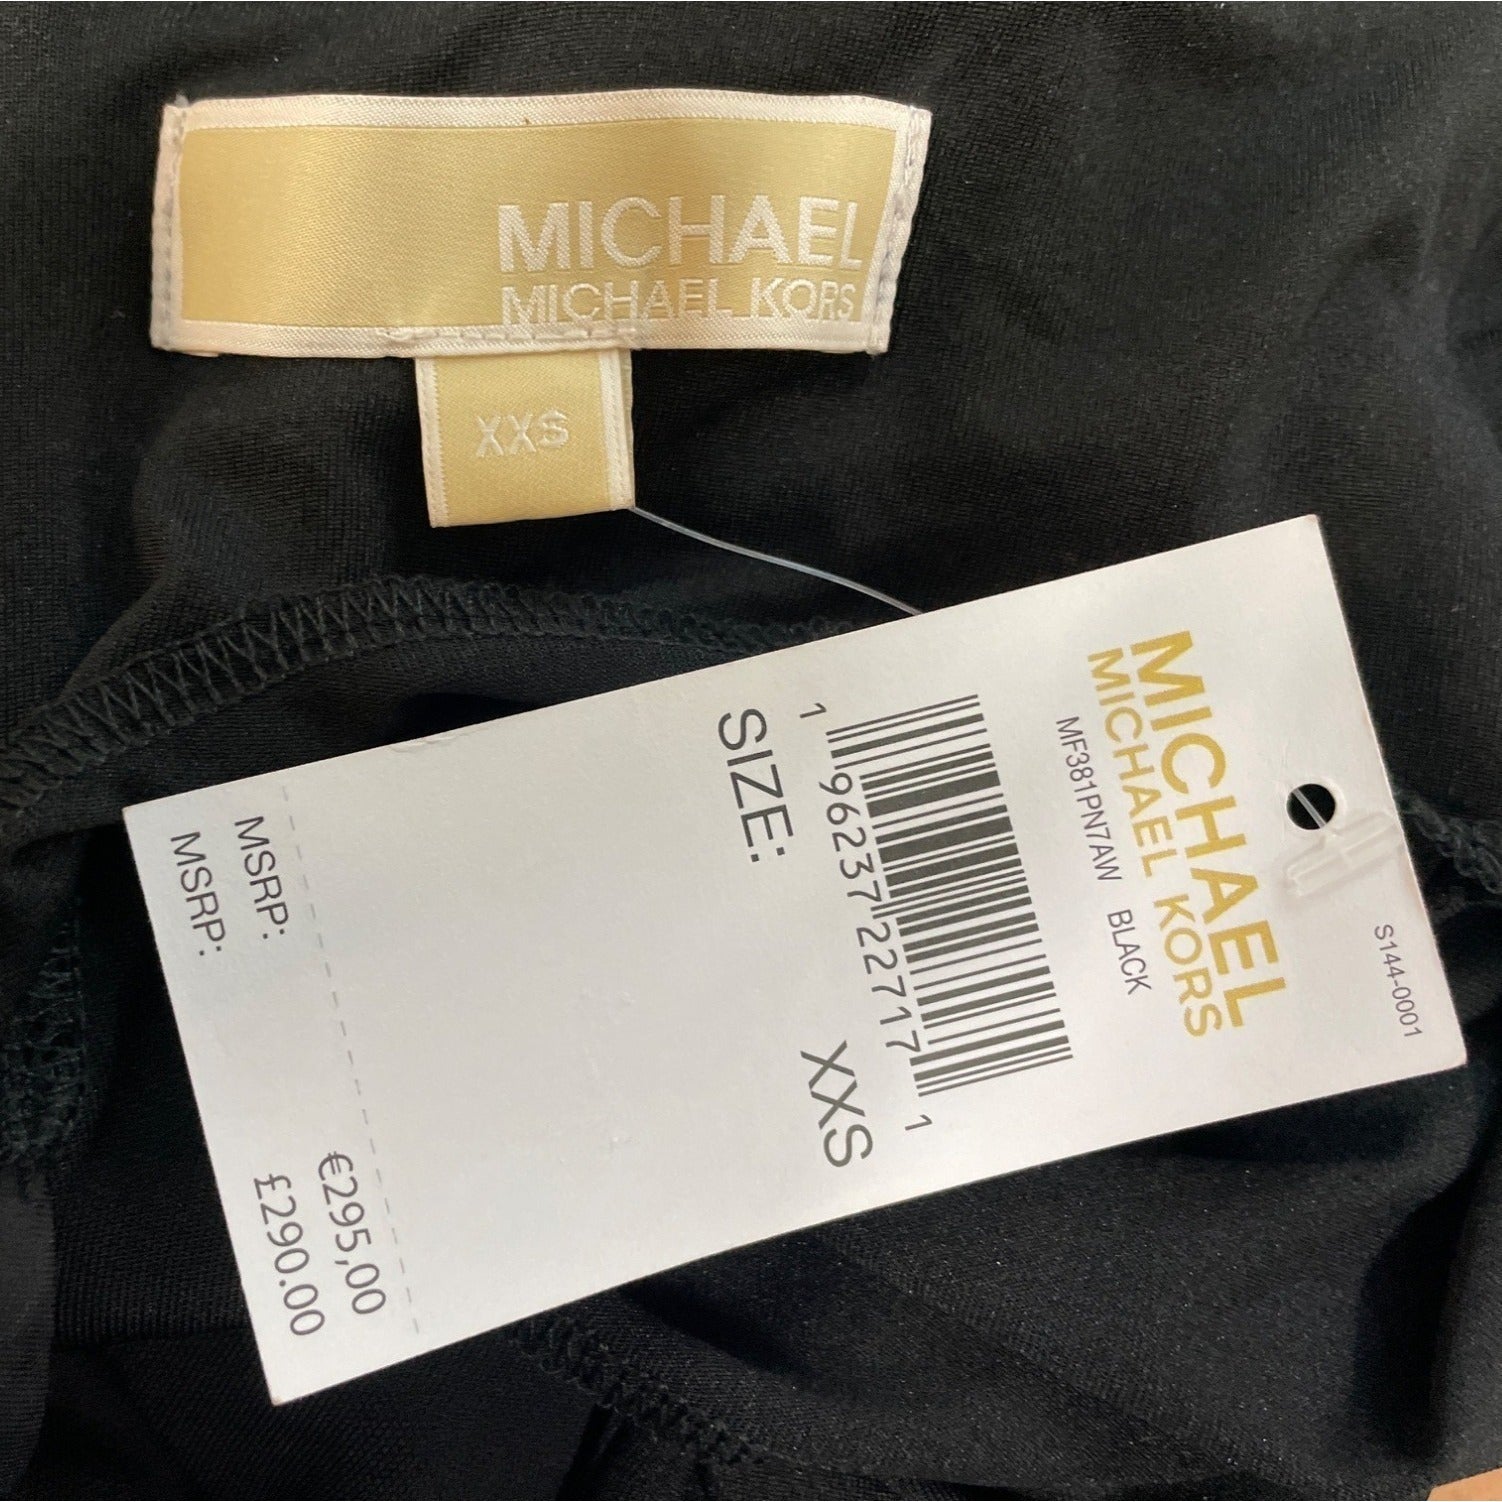 MICHAEL
MICHAEL KORS
XXS
S144-0001
MICHAEL
MICHAEL KORS
MF381PN7AW BLACK
1 96237 22717 1
SIZE: XXS
MSRP: €295,00
MSRP: £290.00